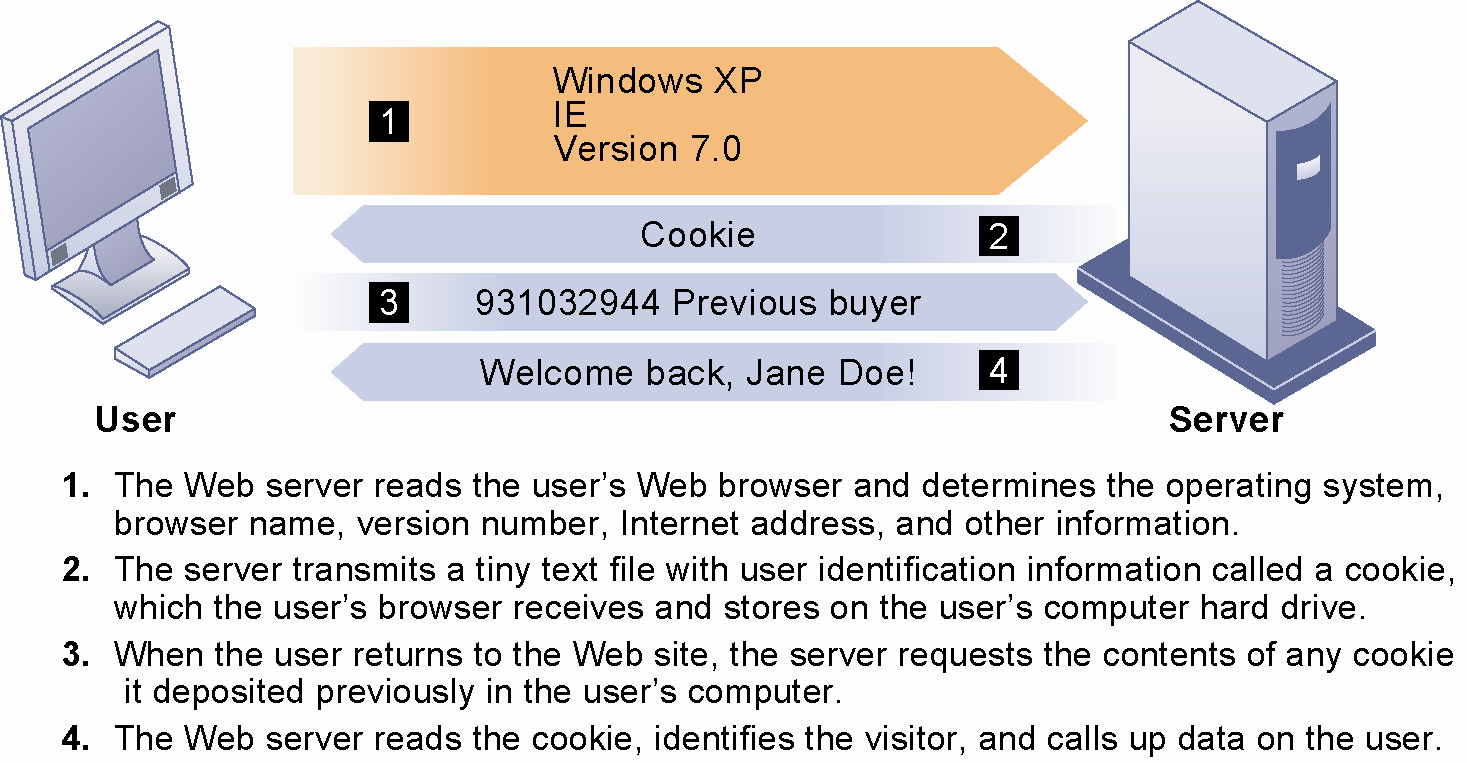 Windows XP
IE
1
Version 7.0
Cookie 2
3 931032944 Previous buyer
Welcome back, Jane Doe! 4
User Server
1. The Web server reads the user’s Web browser and determines the operating system,
browser name, version number, Internet address, and other information.
2. The server transmits a tiny text file with user identification information called a cookie,
which the user’s browser receives and stores on the user’s computer hard drive.
3. When the user returns to the Web site, the server requests the contents of any cookie
it deposited previously in the user’s computer.
4. The Web server reads the cookie, identifies the visitor, and calls up data on the user.